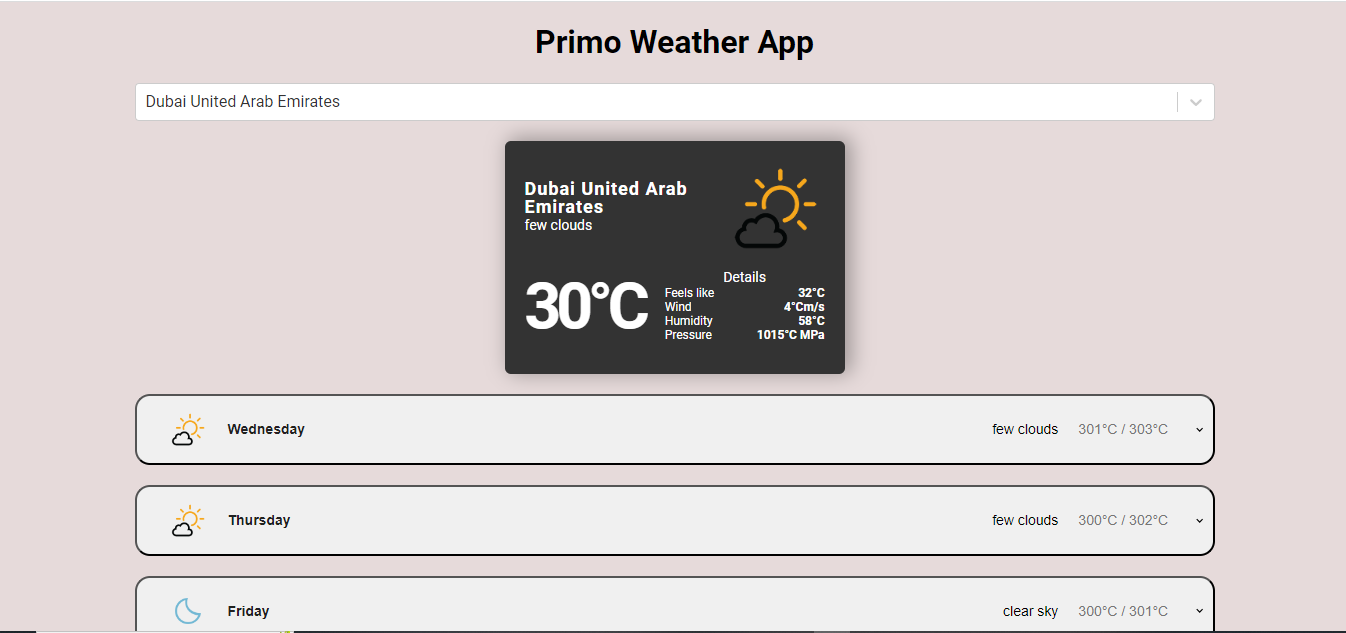 Primo Weather App
Dubai United Arab Emirates
Dubai United Arab
Emirates
few clouds
30°C
Details
Feels like 32°C
Wind 4°Cm/s
Humidity 58°C
Pressure 1015°C MPa
Wednesday few clouds 301°C / 303°C
Thursday few clouds 300°C / 302°C
Friday clear sky 300°C / 301°C